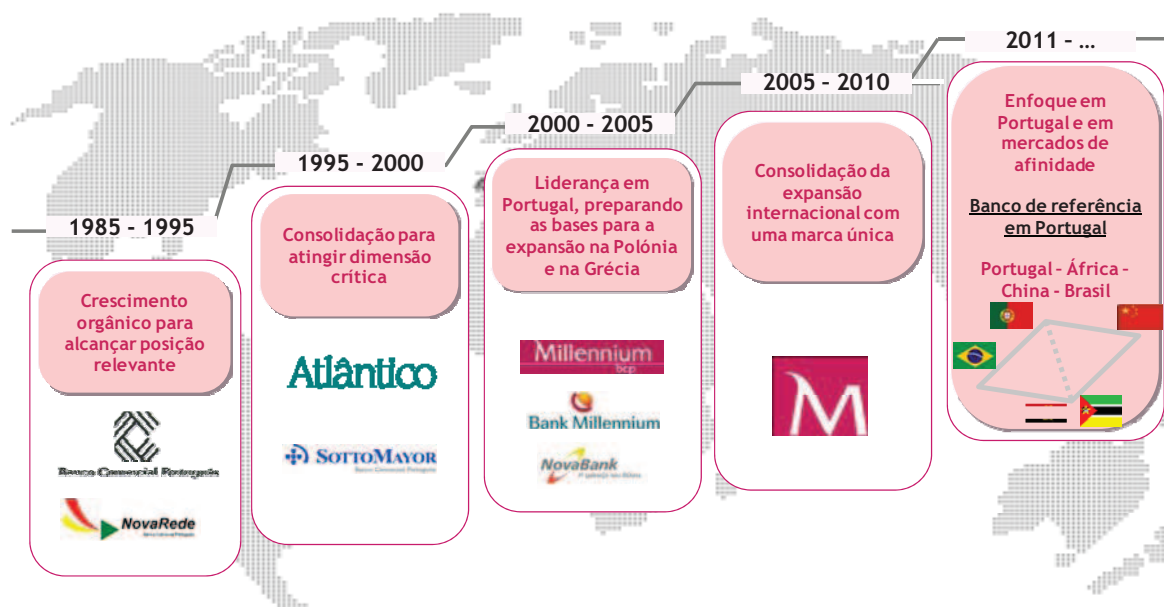 1985 - 1995
Crescimento
orgânico para
alcançar posição
relevante
Banco Comercial Português
NovaRede
1995 - 2000
Consolidação para
atingir dimensão
crítica
Atlântico
SOTTOMAYOR
Banco Comercial Português
2000 - 2005
Liderança em
Portugal, preparando
as bases para a
expansão na Polónia
e na Grécia
Millennium
bcp
Bank Millennium
NovaBank
2005 - 2010
Consolidação da
expansão
internacional com
uma marca única
M
2011 - …
Enfoque em
Portugal e em
mercados de
afinidade
Banco de referência
em Portugal
Portugal - África -
China - Brasil